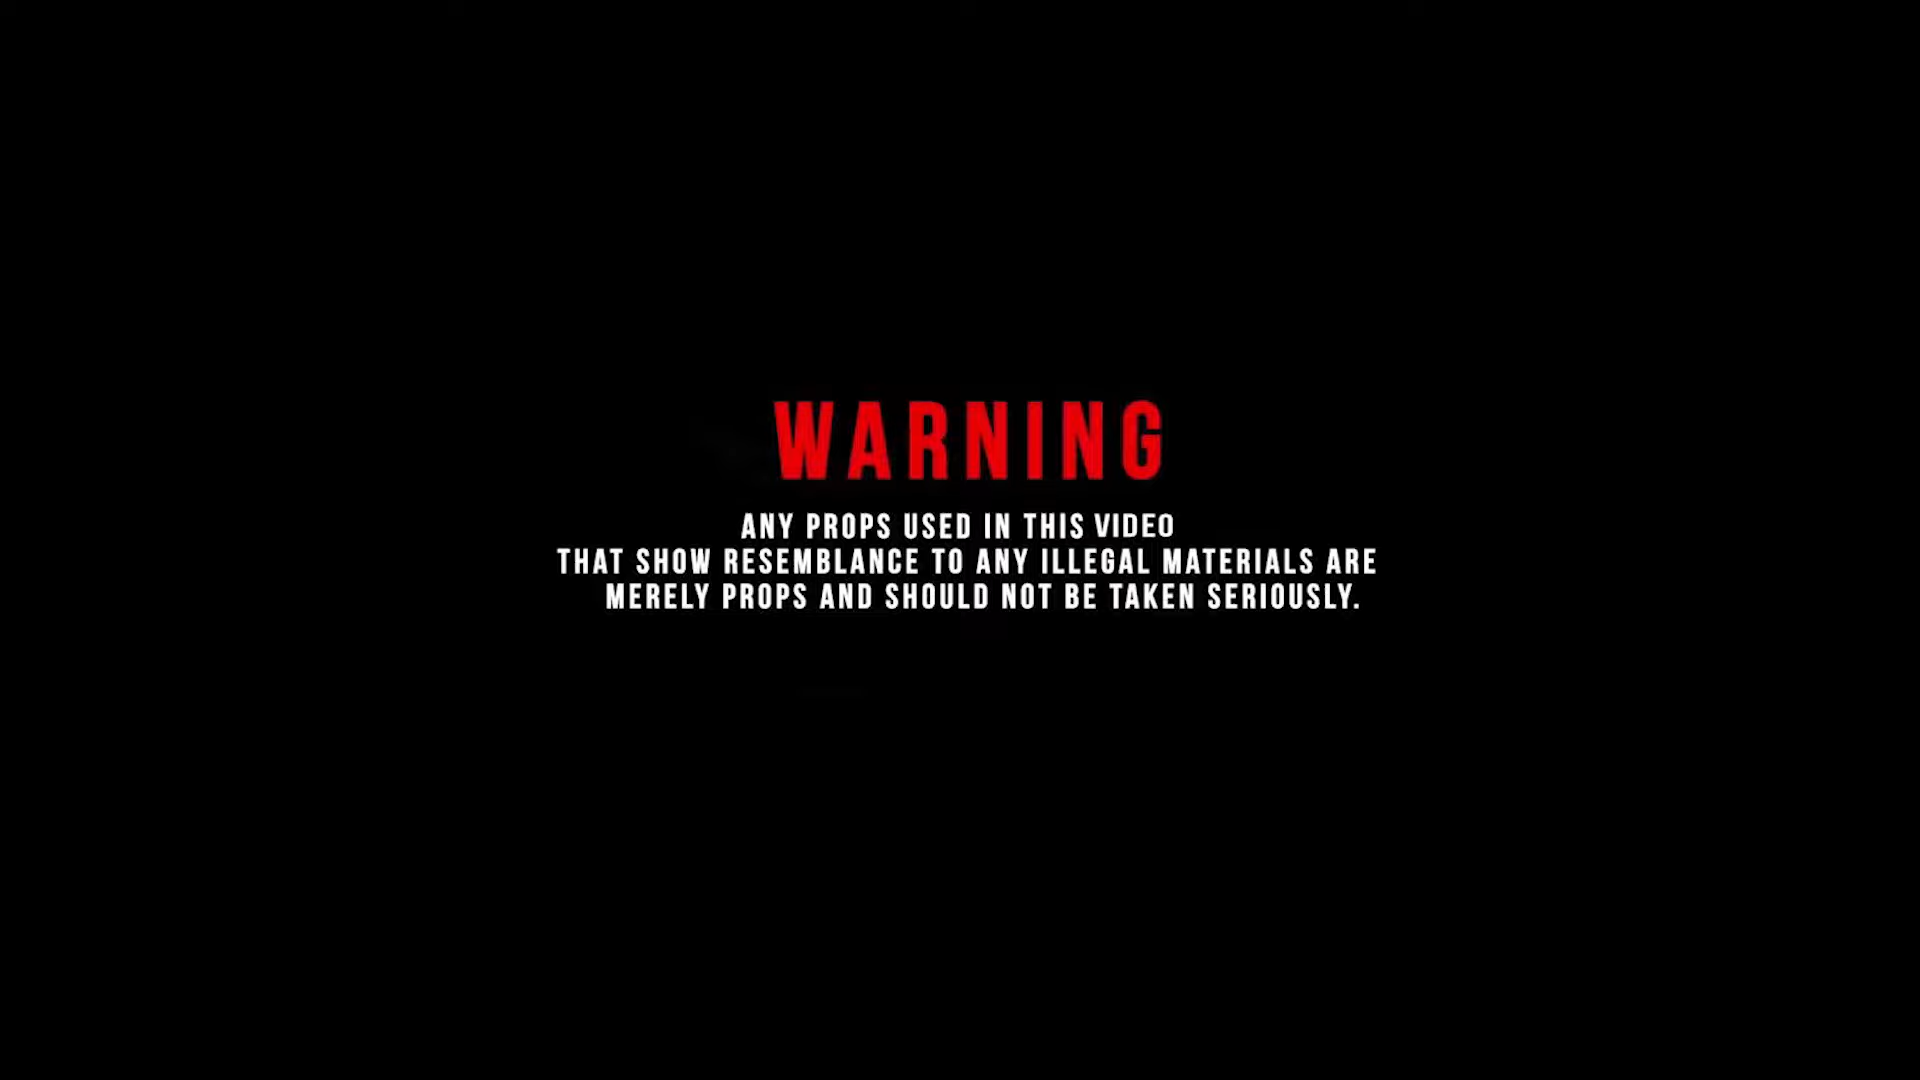 WARNING
ANY PROPS USED IN THIS VIDEO
THAT SHOW RESEMBLANCE TO ANY ILLEGAL MATERIALS ARE
MERELY PROPS AND SHOULD NOT BE TAKEN SERIOUSLY.